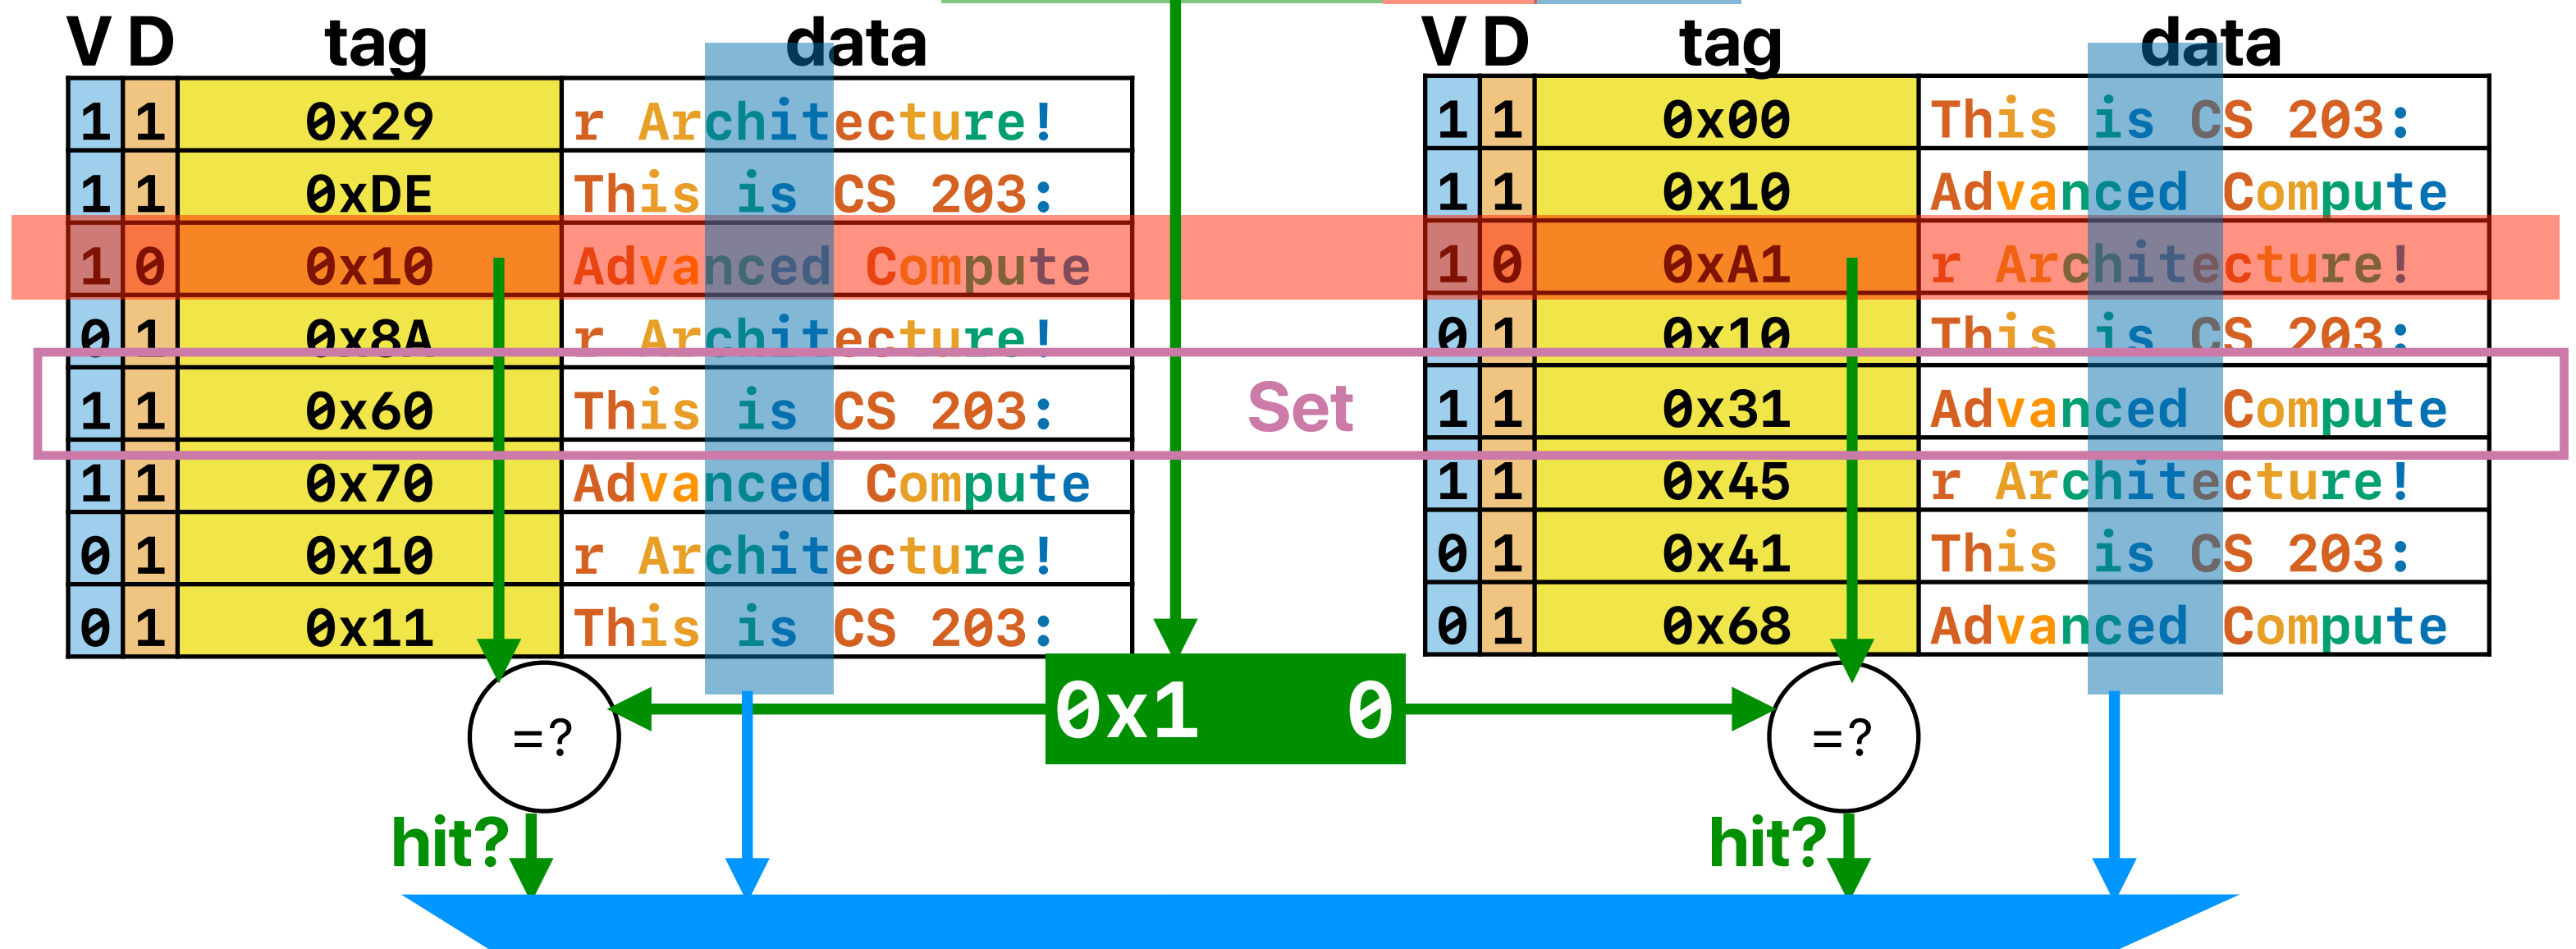 V D tag data V D tag data
1 1 0x29 r Architecture! 1 1 0x00 This is CS 203:
1 1 0xDE This is CS 203: 1 1 0x10 Advanced Compute
1 0 0x10 Advanced Compute 1 0 0xA1 r Architecture!
0 1 0x8A r Architecture! 0 1 0x10 This is CS 203:
1 1 0x60 This is CS 203: Set 1 1 0x31 Advanced Compute
1 1 0x70 Advanced Compute 1 1 0x45 r Architecture!
0 1 0x10 r Architecture! 0 1 0x41 This is CS 203:
0 1 0x11 This is CS 203: 0 1 0x68 Advanced Compute
=? 0x1 0 =?
hit? hit?